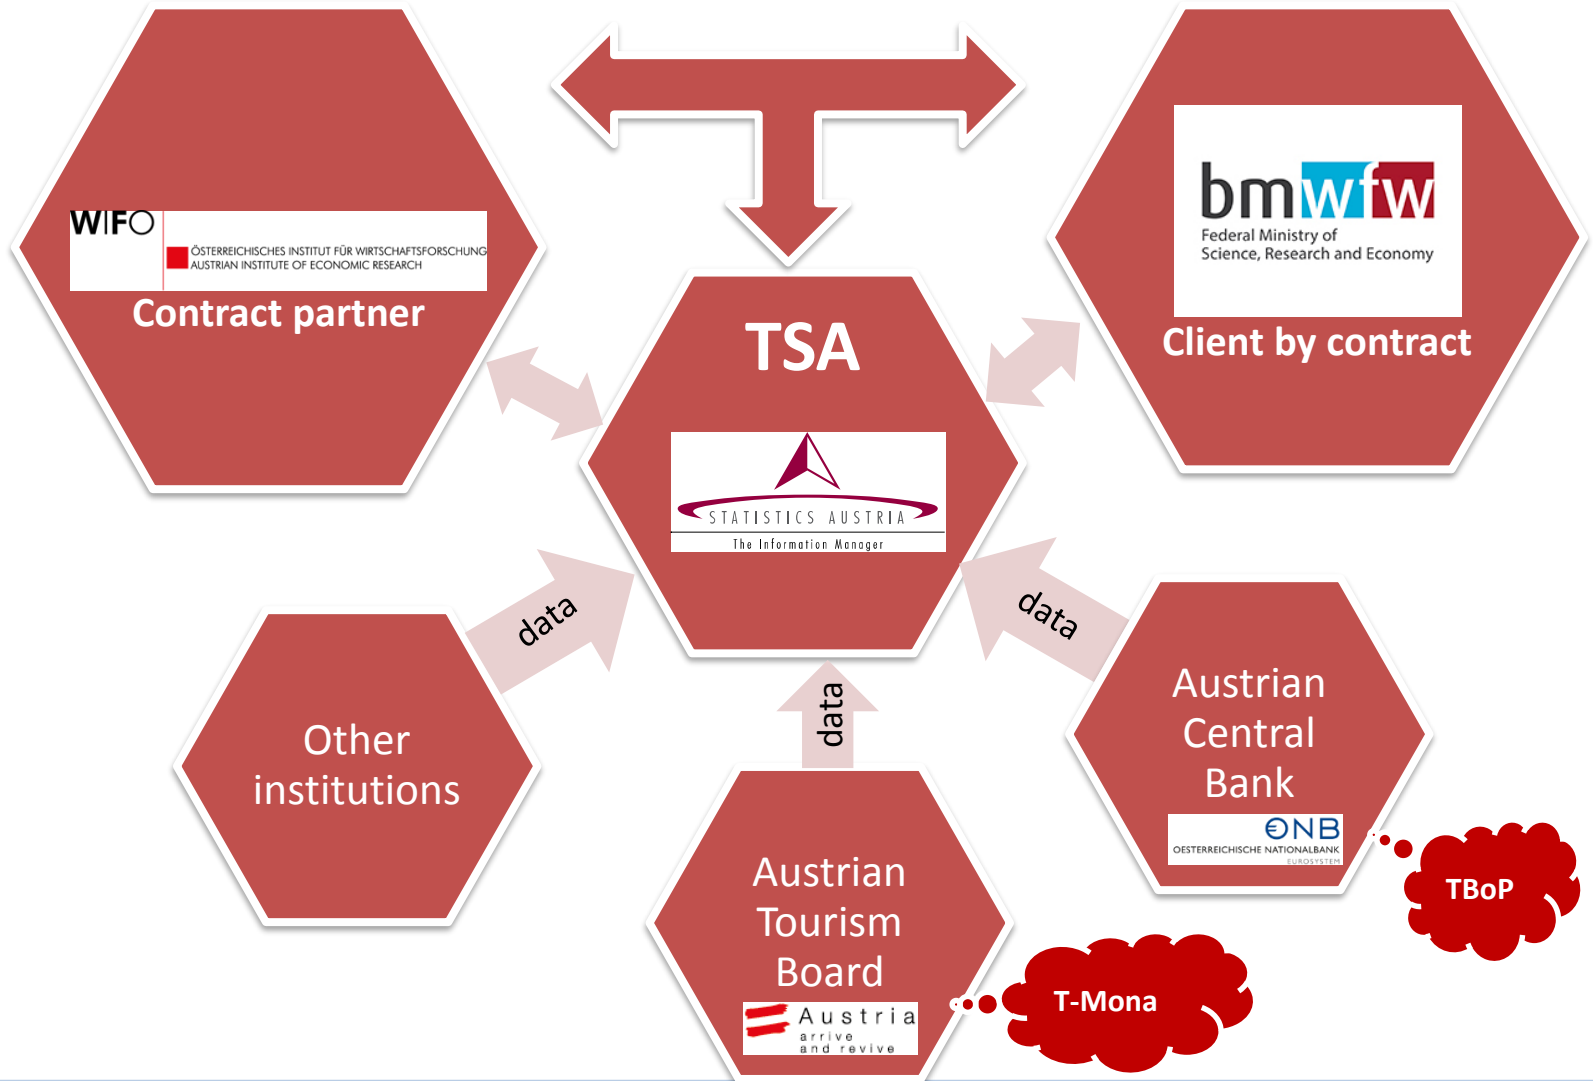 WIFO
ÖSTERREICHISCHES INSTITUT FÜR WIRTSCHAFTSFORSCHUNG
AUSTRIAN INSTITUTE OF ECONOMIC RESEARCH
Contract partner
bmwfw
Federal Ministry of
Science, Research and Economy
Client by contract
TSA
STATISTICS AUSTRIA
The Information Manager
data
data
data
Other
institutions
Austrian
Tourism
Board
Austria
arrive
and revive
T-Mona
Austrian
Central
Bank
€NB
OESTERREICHISCHE NATIONALBANK
EUROSYSTEM
TBoP